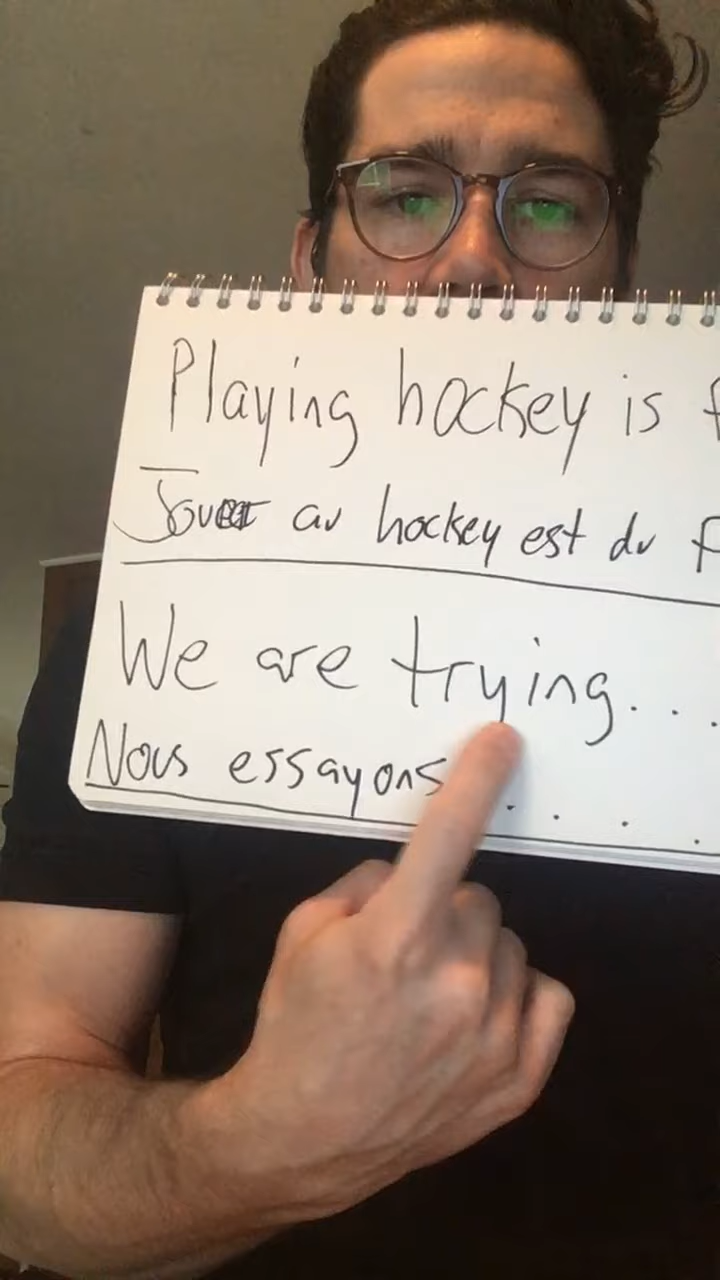 Playing hockey is f
Jouer au hockey est du f
We are trying...
Nous essayons....